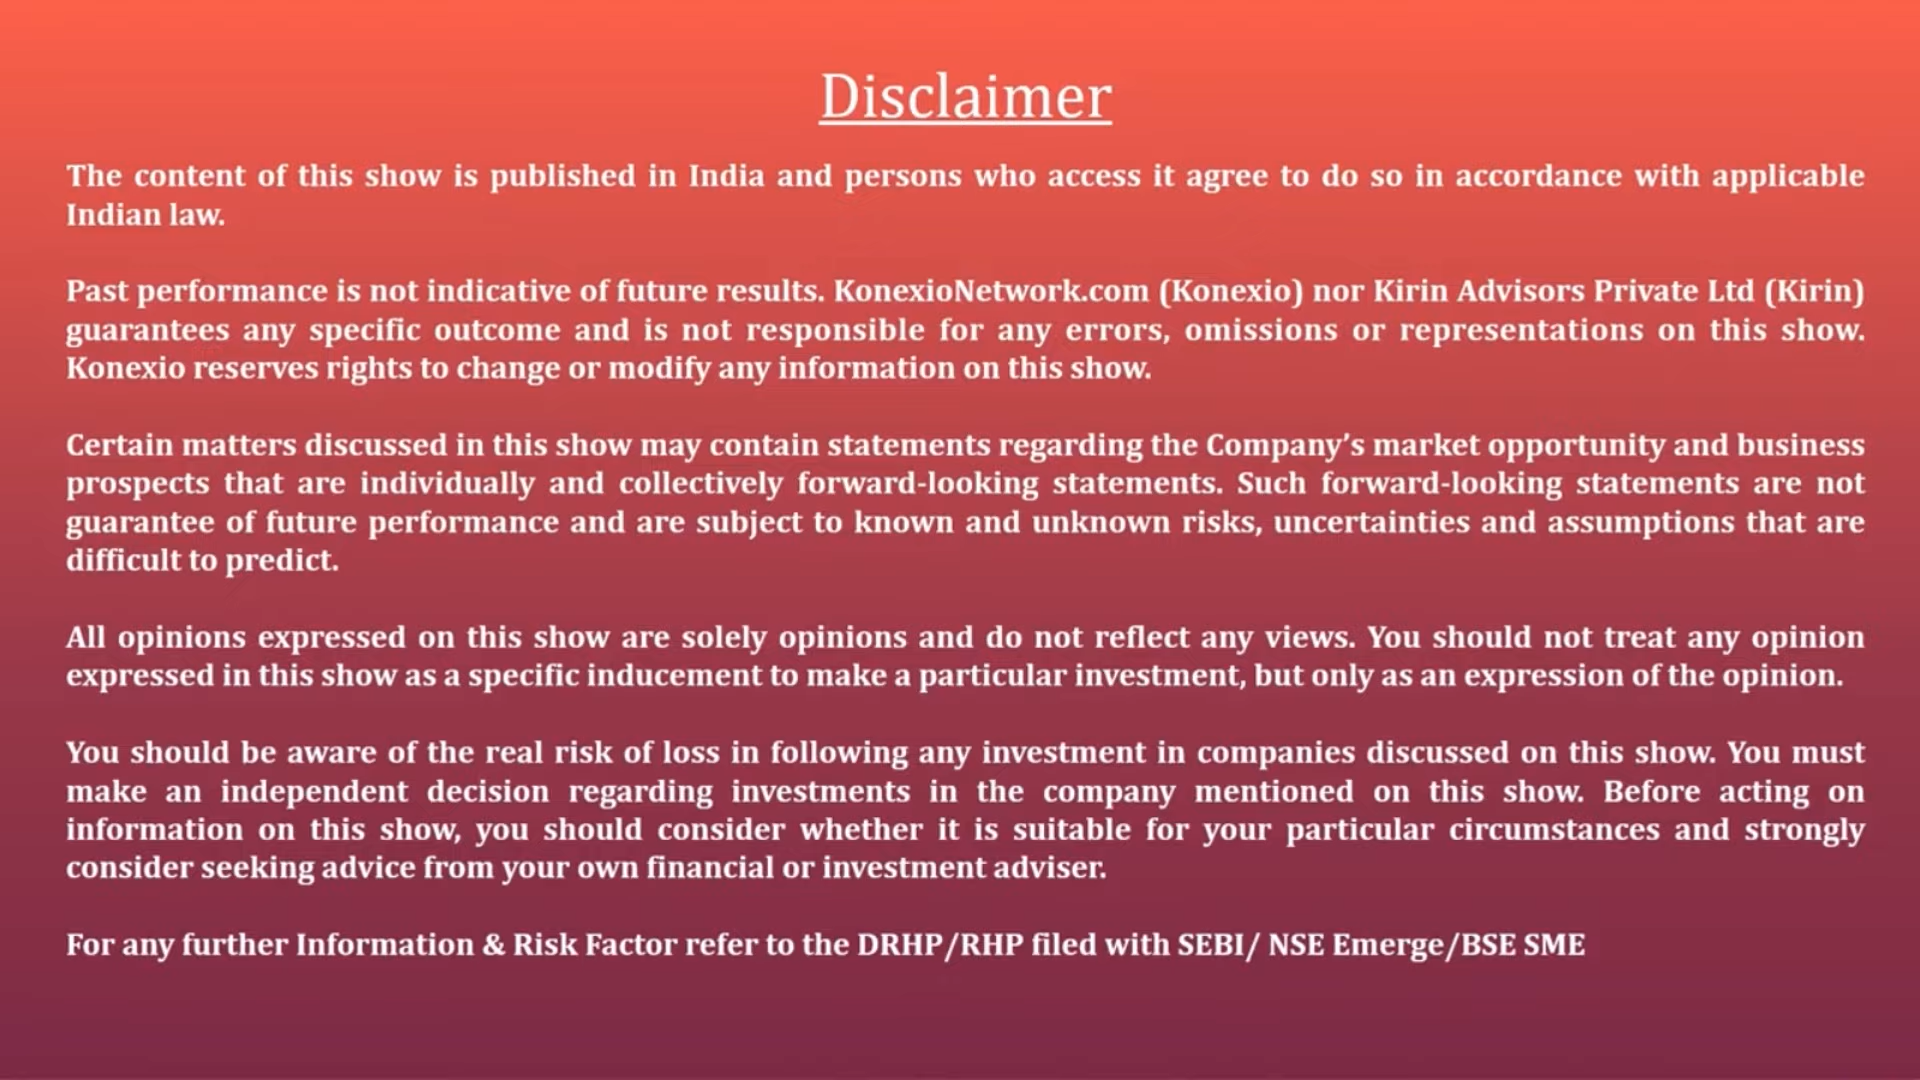 Disclaimer
The content of this show is published in India and persons who access it agree to do so in accordance with applicable
Indian law.
Past performance is not indicative of future results. KonexioNetwork.com (Konexio) nor Kirin Advisors Private Ltd (Kirin)
guarantees any specific outcome and is not responsible for any errors, omissions or representations on this show.
Konexio reserves rights to change or modify any information on this show.
Certain matters discussed in this show may contain statements regarding the Company’s market opportunity and business
prospects that are individually and collectively forward-looking statements. Such forward-looking statements are not
guarantee of future performance and are subject to known and unknown risks, uncertainties and assumptions that are
difficult to predict.
All opinions expressed on this show are solely opinions and do not reflect any views. You should not treat any opinion
expressed in this show as a specific inducement to make a particular investment, but only as an expression of the opinion.
You should be aware of the real risk of loss in following any investment in companies discussed on this show. You must
make an independent decision regarding investments in the company mentioned on this show. Before acting on
information on this show, you should consider whether it is suitable for your particular circumstances and strongly
consider seeking advice from your own financial or investment adviser.
For any further Information & Risk Factor refer to the DRHP/RHP filed with SEBI/ NSE Emerge/BSE SME